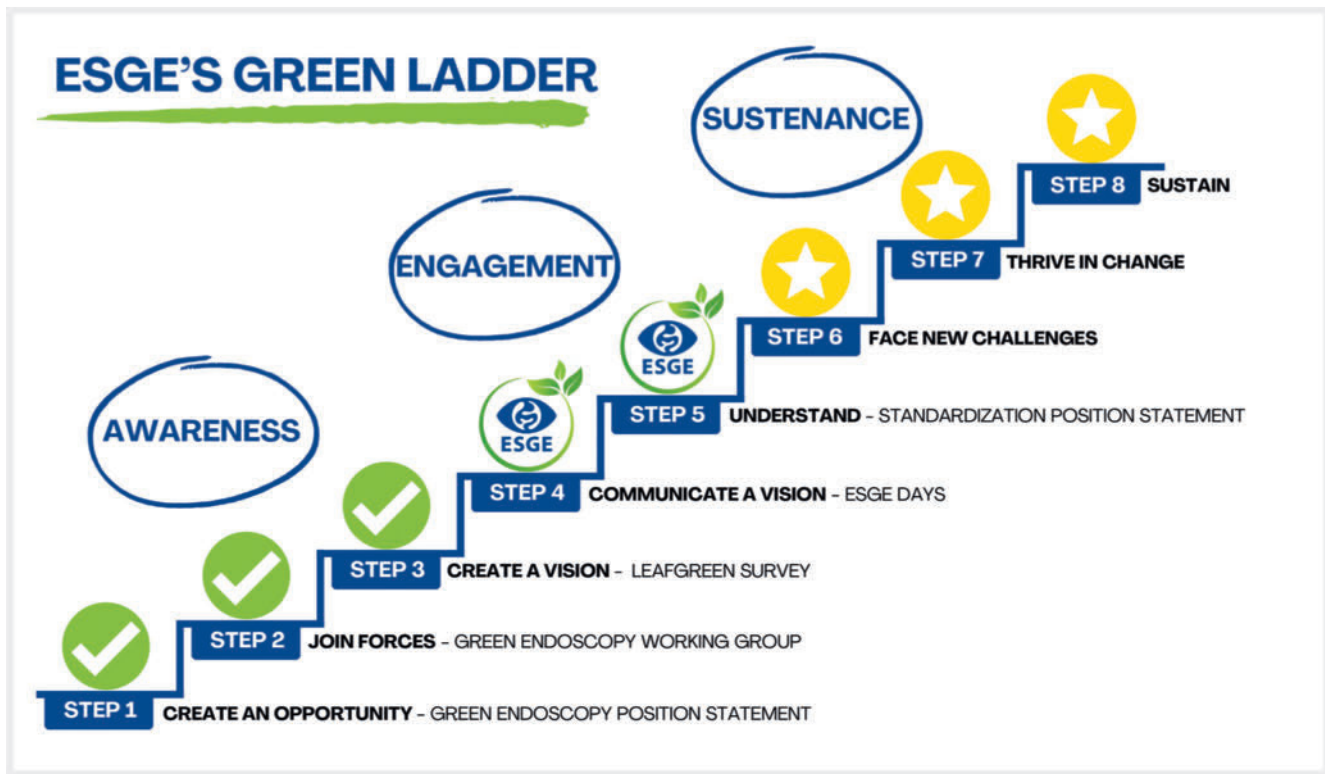 ESGE'S GREEN LADDER
AWARENESS
ENGAGEMENT
SUSTENANCE
STEP 1 CREATE AN OPPORTUNITY - GREEN ENDOSCOPY POSITION STATEMENT
STEP 2 JOIN FORCES - GREEN ENDOSCOPY WORKING GROUP
STEP 3 CREATE A VISION - LEAFGREEN SURVEY
ESGE
STEP 4 COMMUNICATE A VISION - ESGE DAYS
ESGE
STEP 5 UNDERSTAND - STANDARDIZATION POSITION STATEMENT
STEP 6 FACE NEW CHALLENGES
STEP 7 THRIVE IN CHANGE
STEP 8 SUSTAIN